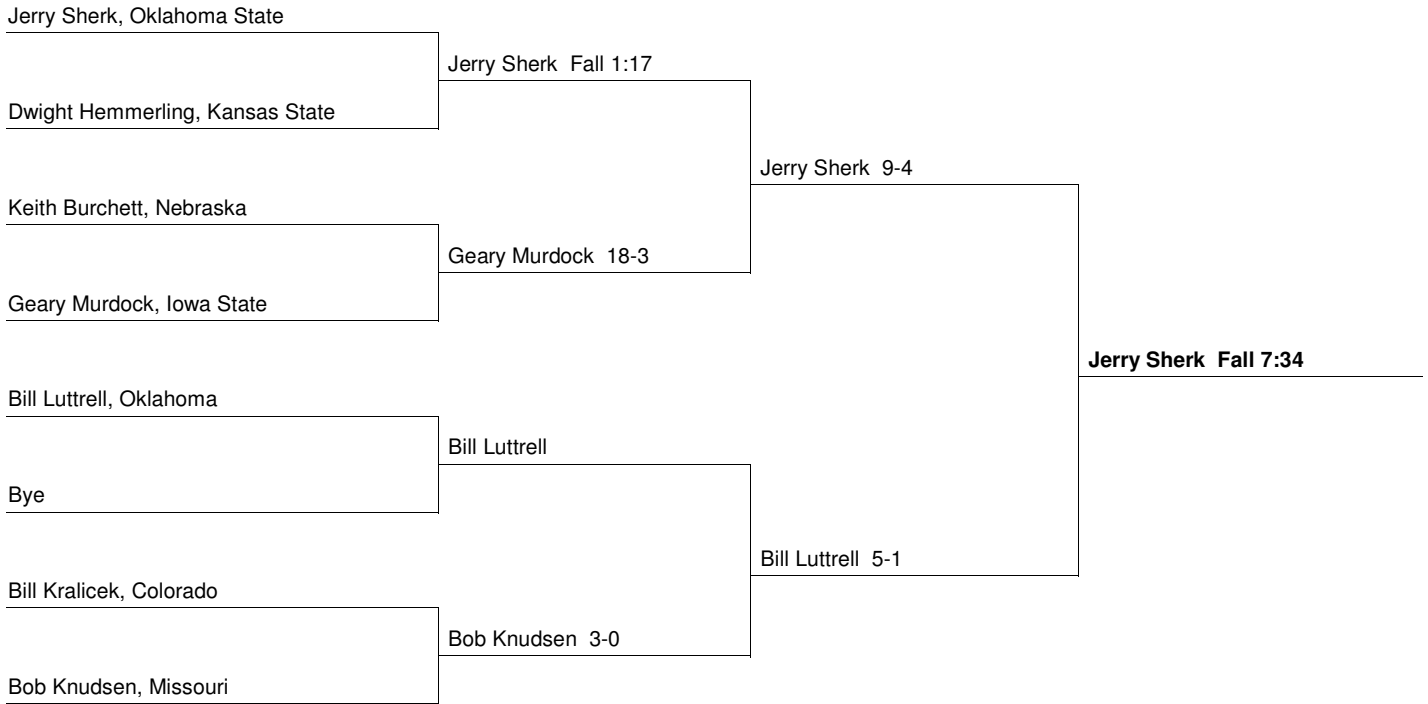 Jerry Sherk, Oklahoma State
Jerry Sherk Fall 1:17
Dwight Hemmerling, Kansas State
Jerry Sherk 9-4
Keith Burchett, Nebraska
Geary Murdock 18-3
Geary Murdock, Iowa State
Jerry Sherk Fall 7:34
Bill Luttrell, Oklahoma
Bill Luttrell
Bye
Bill Luttrell 5-1
Bill Kralicek, Colorado
Bob Knudsen 3-0
Bob Knudsen, Missouri